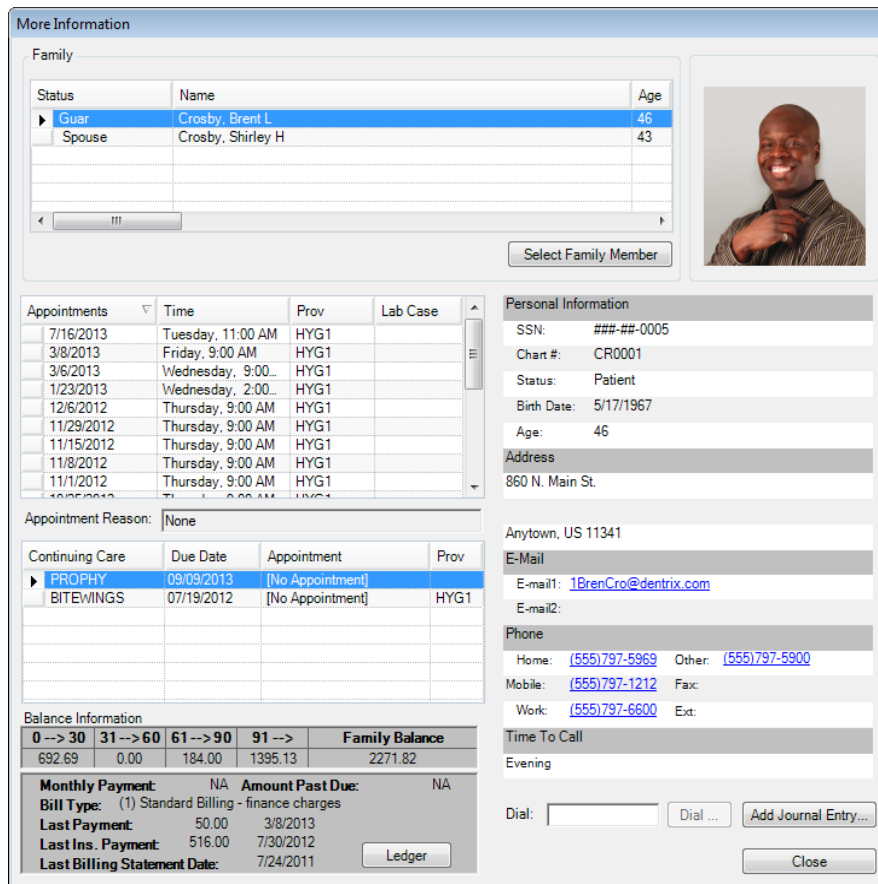 More Information
Family
Status Name Age
Guar Crosby, Brent L 46
Spouse Crosby, Shirley H 43
Select Family Member
Appointments Time Prov Lab Case
7/16/2013 Tuesday, 11:00 AM HYG1
3/8/2013 Friday, 9:00 AM HYG1
3/6/2013 Wednesday, 9:00... HYG1
1/23/2013 Wednesday, 2:00... HYG1
12/6/2012 Thursday, 9:00 AM HYG1
11/29/2012 Thursday, 9:00 AM HYG1
11/15/2012 Thursday, 9:00 AM HYG1
11/8/2012 Thursday, 9:00 AM HYG1
11/1/2012 Thursday, 9:00 AM HYG1
Appointment Reason: None
Continuing Care Due Date Appointment Prov
PROPHY 09/09/2013 [No Appointment]
BITEWINGS 07/19/2012 [No Appointment] HYG1
Balance Information
0 --> 30 31 -->60 61 -->90 91 --> Family Balance
692.69 0.00 184.00 1395.13 2271.82
Monthly Payment: NA Amount Past Due: NA
Bill Type: (1) Standard Billing - finance charges
Last Payment: 50.00 3/8/2013
Last Ins. Payment: 516.00 7/30/2012
Last Billing Statement Date: 7/24/2011
Ledger
Personal Information
SSN: ###-##-0005
Chart #: CR0001
Status: Patient
Birth Date: 5/17/1967
Age: 46
Address
860 N. Main St.
Anytown, US 11341
E-Mail
E-mail1: 1BrenCro@dentrix.com
E-mail2:
Phone
Home: (555)797-5969 Other: (555)797-5900
Mobile: (555)797-1212 Fax:
Work: (555)797-6600 Ext:
Time To Call
Evening
Dial: Dial ... Add Journal Entry...
Close